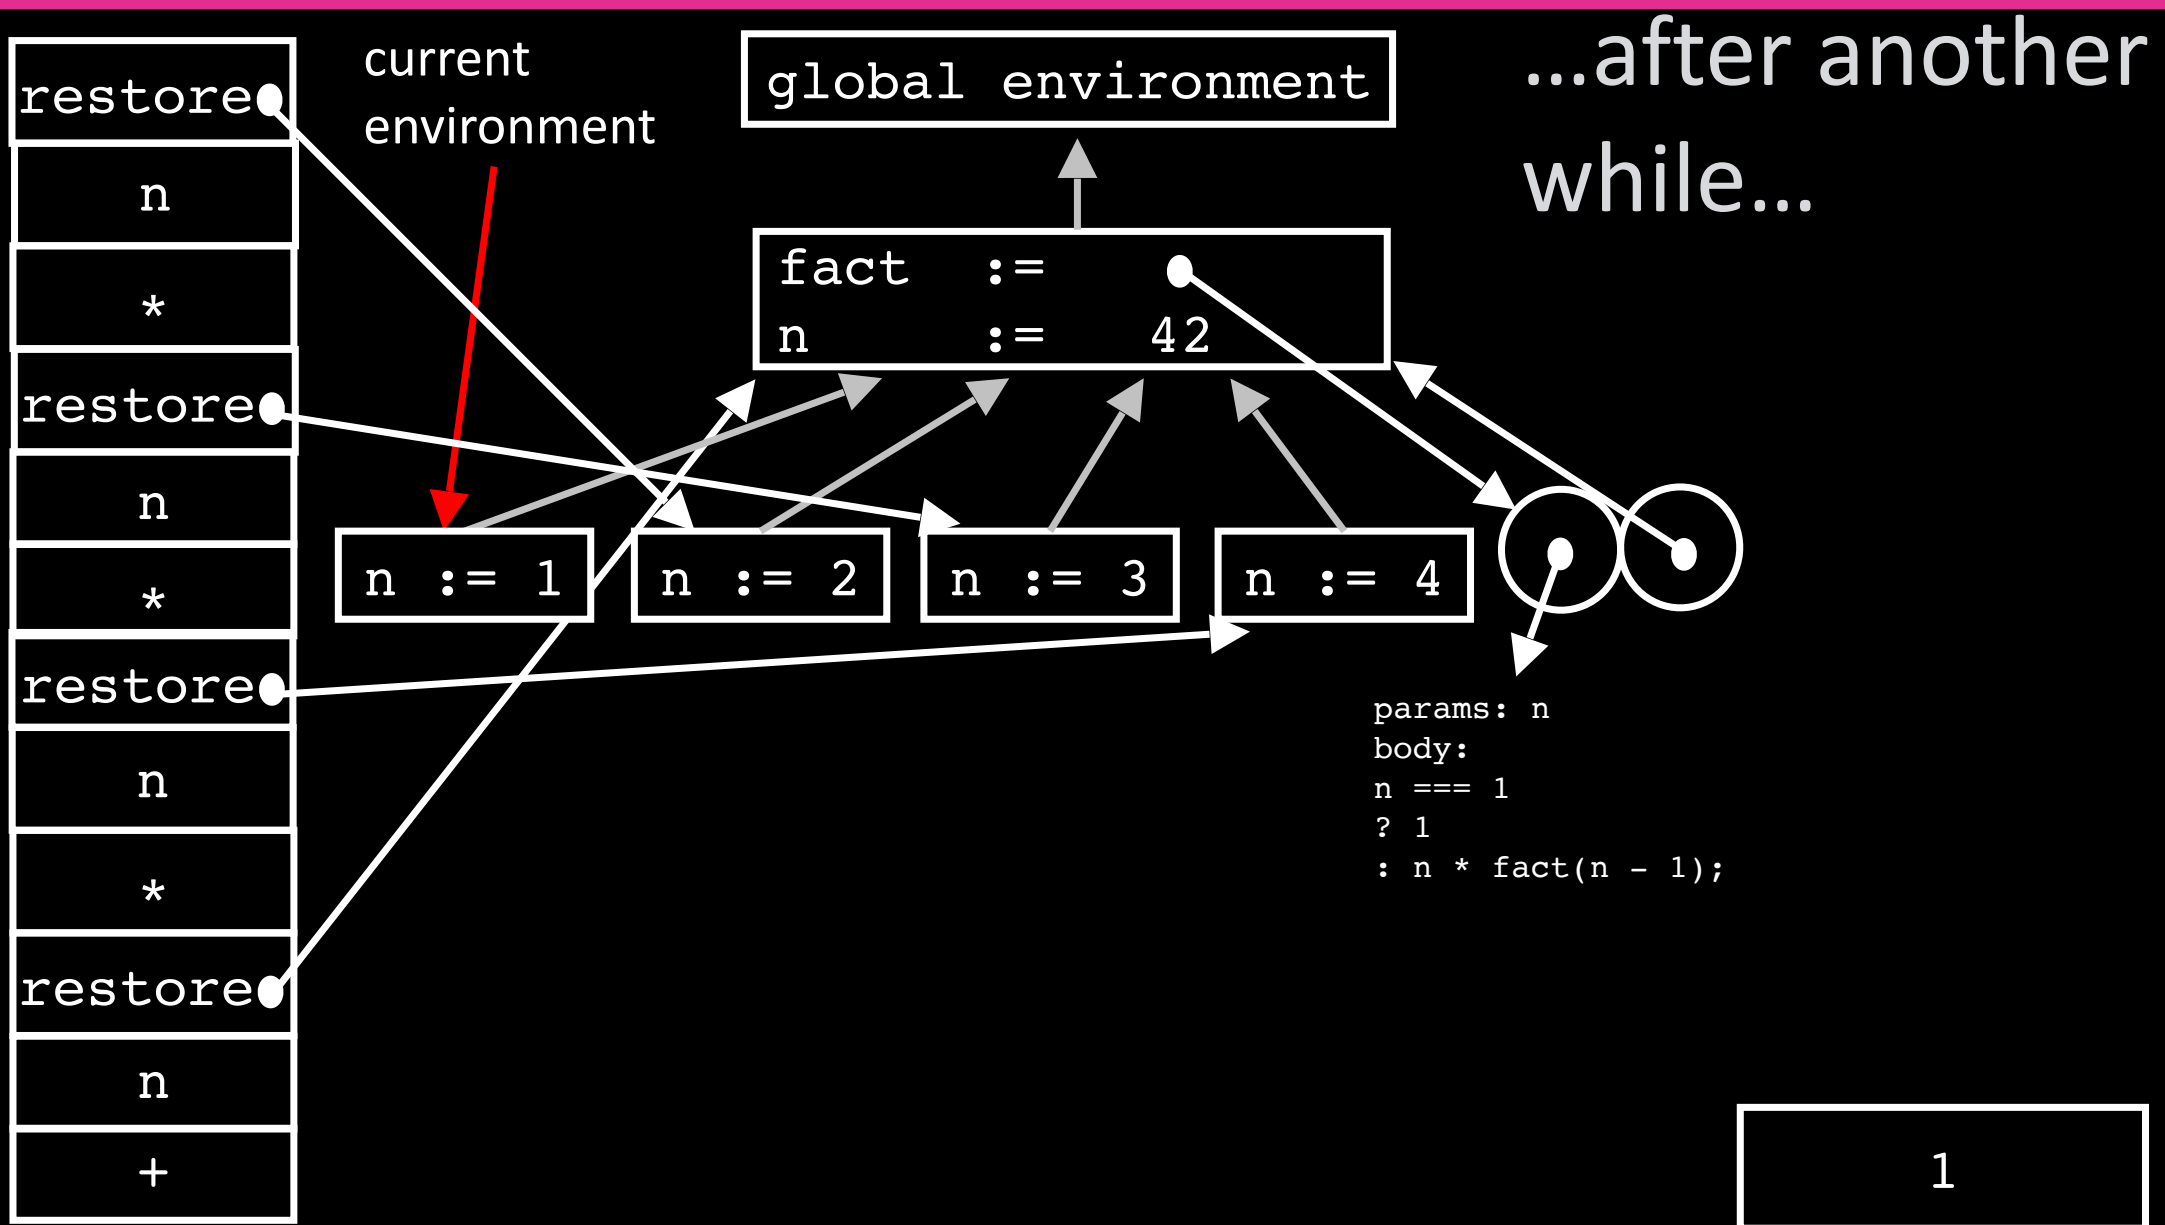 …after another
while…
current
environment
global environment
restore
n
*
restore
n
*
restore
n
*
restore
n
+
fact :=
n := 42
n := 1
n := 2
n := 3
n := 4
params: n
body:
n === 1
? 1
: n * fact(n - 1);
1